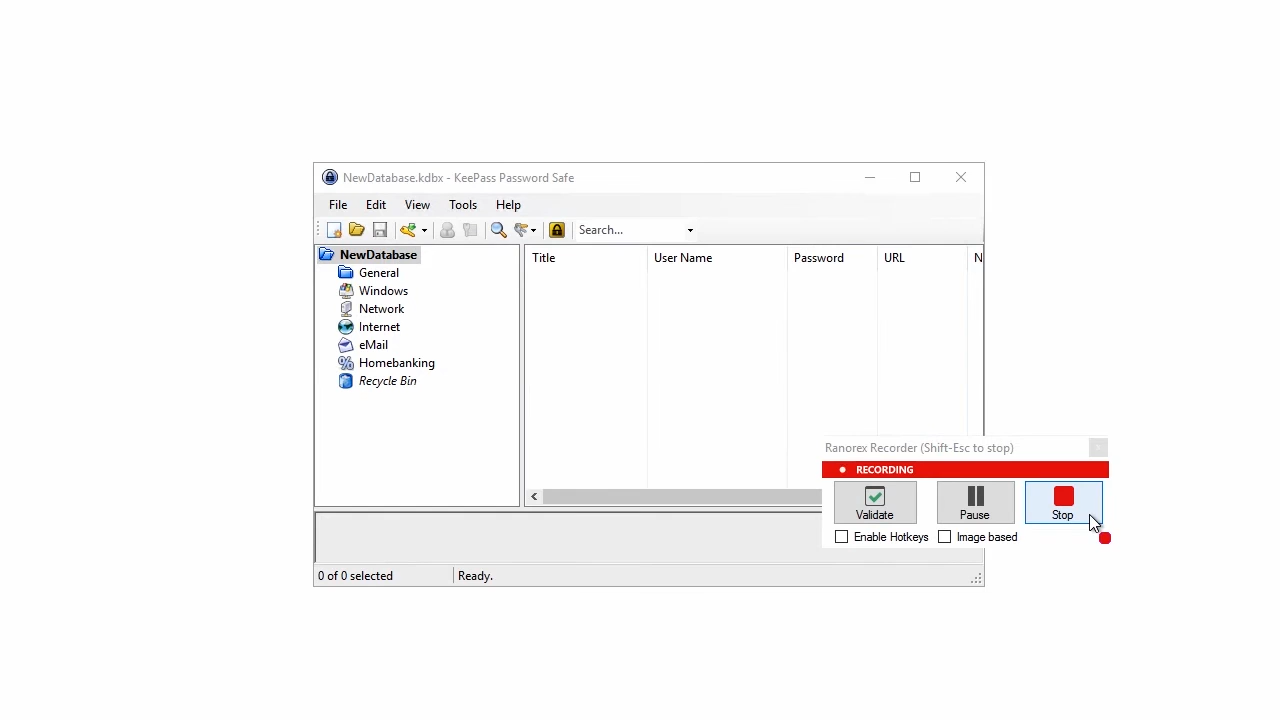 NewDatabase.kdbx - KeePass Password Safe
File Edit View Tools Help
Search...
NewDatabase
General
Windows
Network
Internet
eMail
Homebanking
Recycle Bin
Title User Name Password URL N
Ranorex Recorder (Shift-Esc to stop)
RECORDING
Validate Pause Stop
Enable Hotkeys Image based
0 of 0 selected Ready.